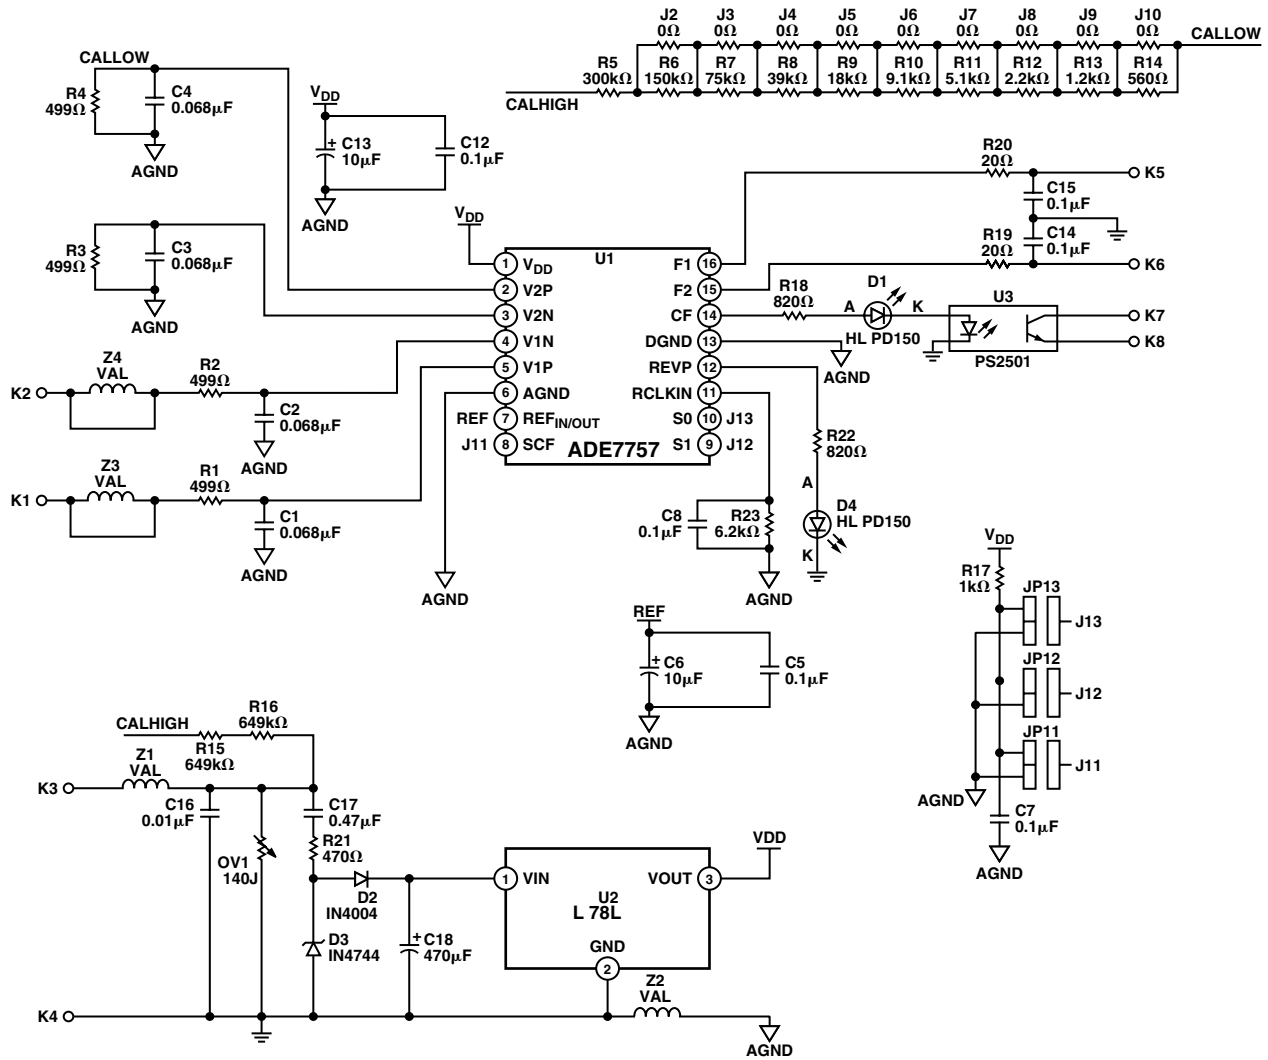 J2 J3 J4 J5 J6 J7 J8 J9 J10
0Ω 0Ω 0Ω 0Ω 0Ω 0Ω 0Ω 0Ω 0Ω
CALLOW
R5 R6 R7 R8 R9 R10 R11 R12 R13 R14
300kΩ 150kΩ 75kΩ 39kΩ 18kΩ 9.1kΩ 5.1kΩ 2.2kΩ 1.2kΩ 560Ω
CALHIGH
CALLOW
R4
499Ω
C4
0.068µF
AGND
VDD
+ C13
10µF
C12
0.1µF
AGND
R3
499Ω
C3
0.068µF
AGND
VDD
U1
1 VDD
2 V2P
3 V2N
4 V1N
5 V1P
6 AGND
REF 7 REFIN/OUT
J11 8 SCF
F1 16
F2 15
CF 14
DGND 13
REVP 12
RCLKIN 11
S0 10 J13
S1 9 J12
ADE7757
R20
20Ω
K5
C15
0.1µF
C14
0.1µF
R19
20Ω
K6
R18
820Ω
A
D1
K
HL PD150
U3
PS2501
K7
K8
AGND
Z4
VAL
K2
R2
499Ω
C2
0.068µF
AGND
Z3
VAL
K1
R1
499Ω
C1
0.068µF
AGND
AGND
C8
0.1µF
R23
6.2kΩ
AGND
R22
820Ω
A
D4
HL PD150
K
VDD
R17
1kΩ
JP13
J13
JP12
J12
JP11
J11
AGND
C7
0.1µF
AGND
REF
+ C6
10µF
C5
0.1µF
AGND
CALHIGH
R16
649kΩ
R15
649kΩ
Z1
VAL
K3
C16
0.01µF
OV1
140J
C17
0.47µF
R21
470Ω
D2
IN4004
D3
IN4744
+ C18
470µF
1 VIN
VOUT 3
VDD
U2
L 78L
GND
2
Z2
VAL
K4
AGND